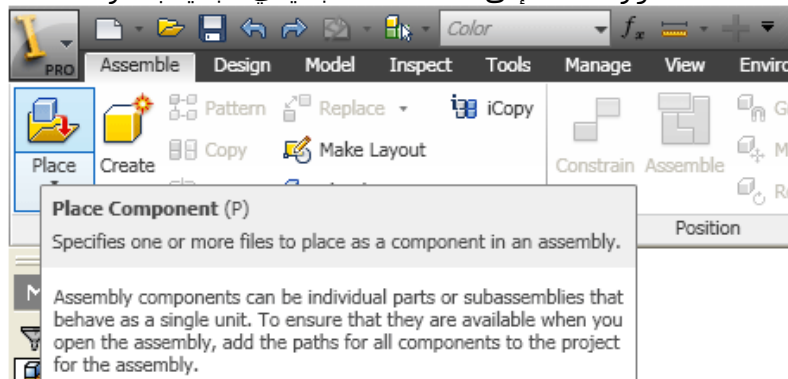 Color
PRO Assemble Design Model Inspect Tools Manage View
Pattern Replace iCopy
Copy Make Layout
Place Create Constrain Assemble
Position
Place Component (P)
Specifies one or more files to place as a component in an assembly.
Assembly components can be individual parts or subassemblies that
behave as a single unit. To ensure that they are available when you
open the assembly, add the paths for all components to the project
for the assembly.